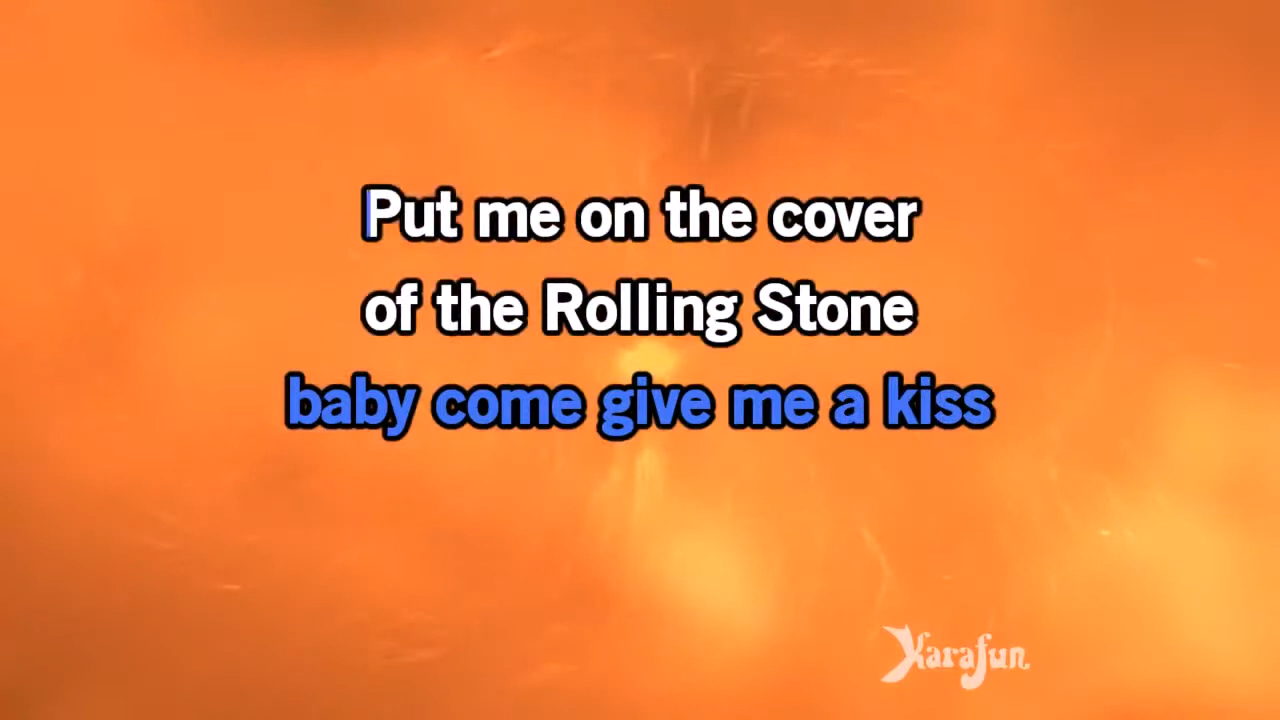 Put me on the cover
of the Rolling Stone
baby come give me a kiss
Karafun